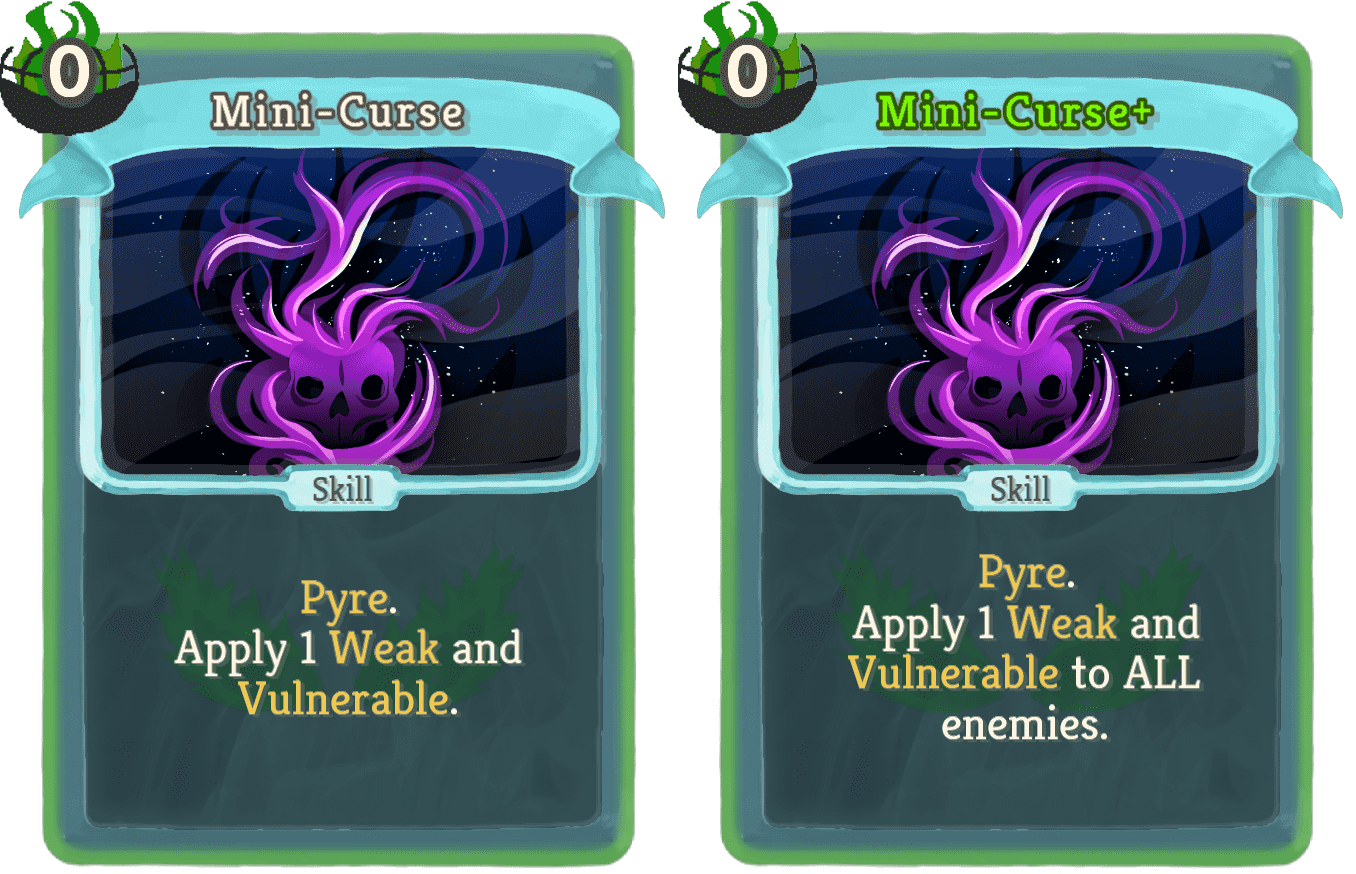 0
Mini-Curse
Skill
Pyre.
Apply 1 Weak and
Vulnerable.
0
Mini-Curse+
Skill
Pyre.
Apply 1 Weak and
Vulnerable to ALL
enemies.